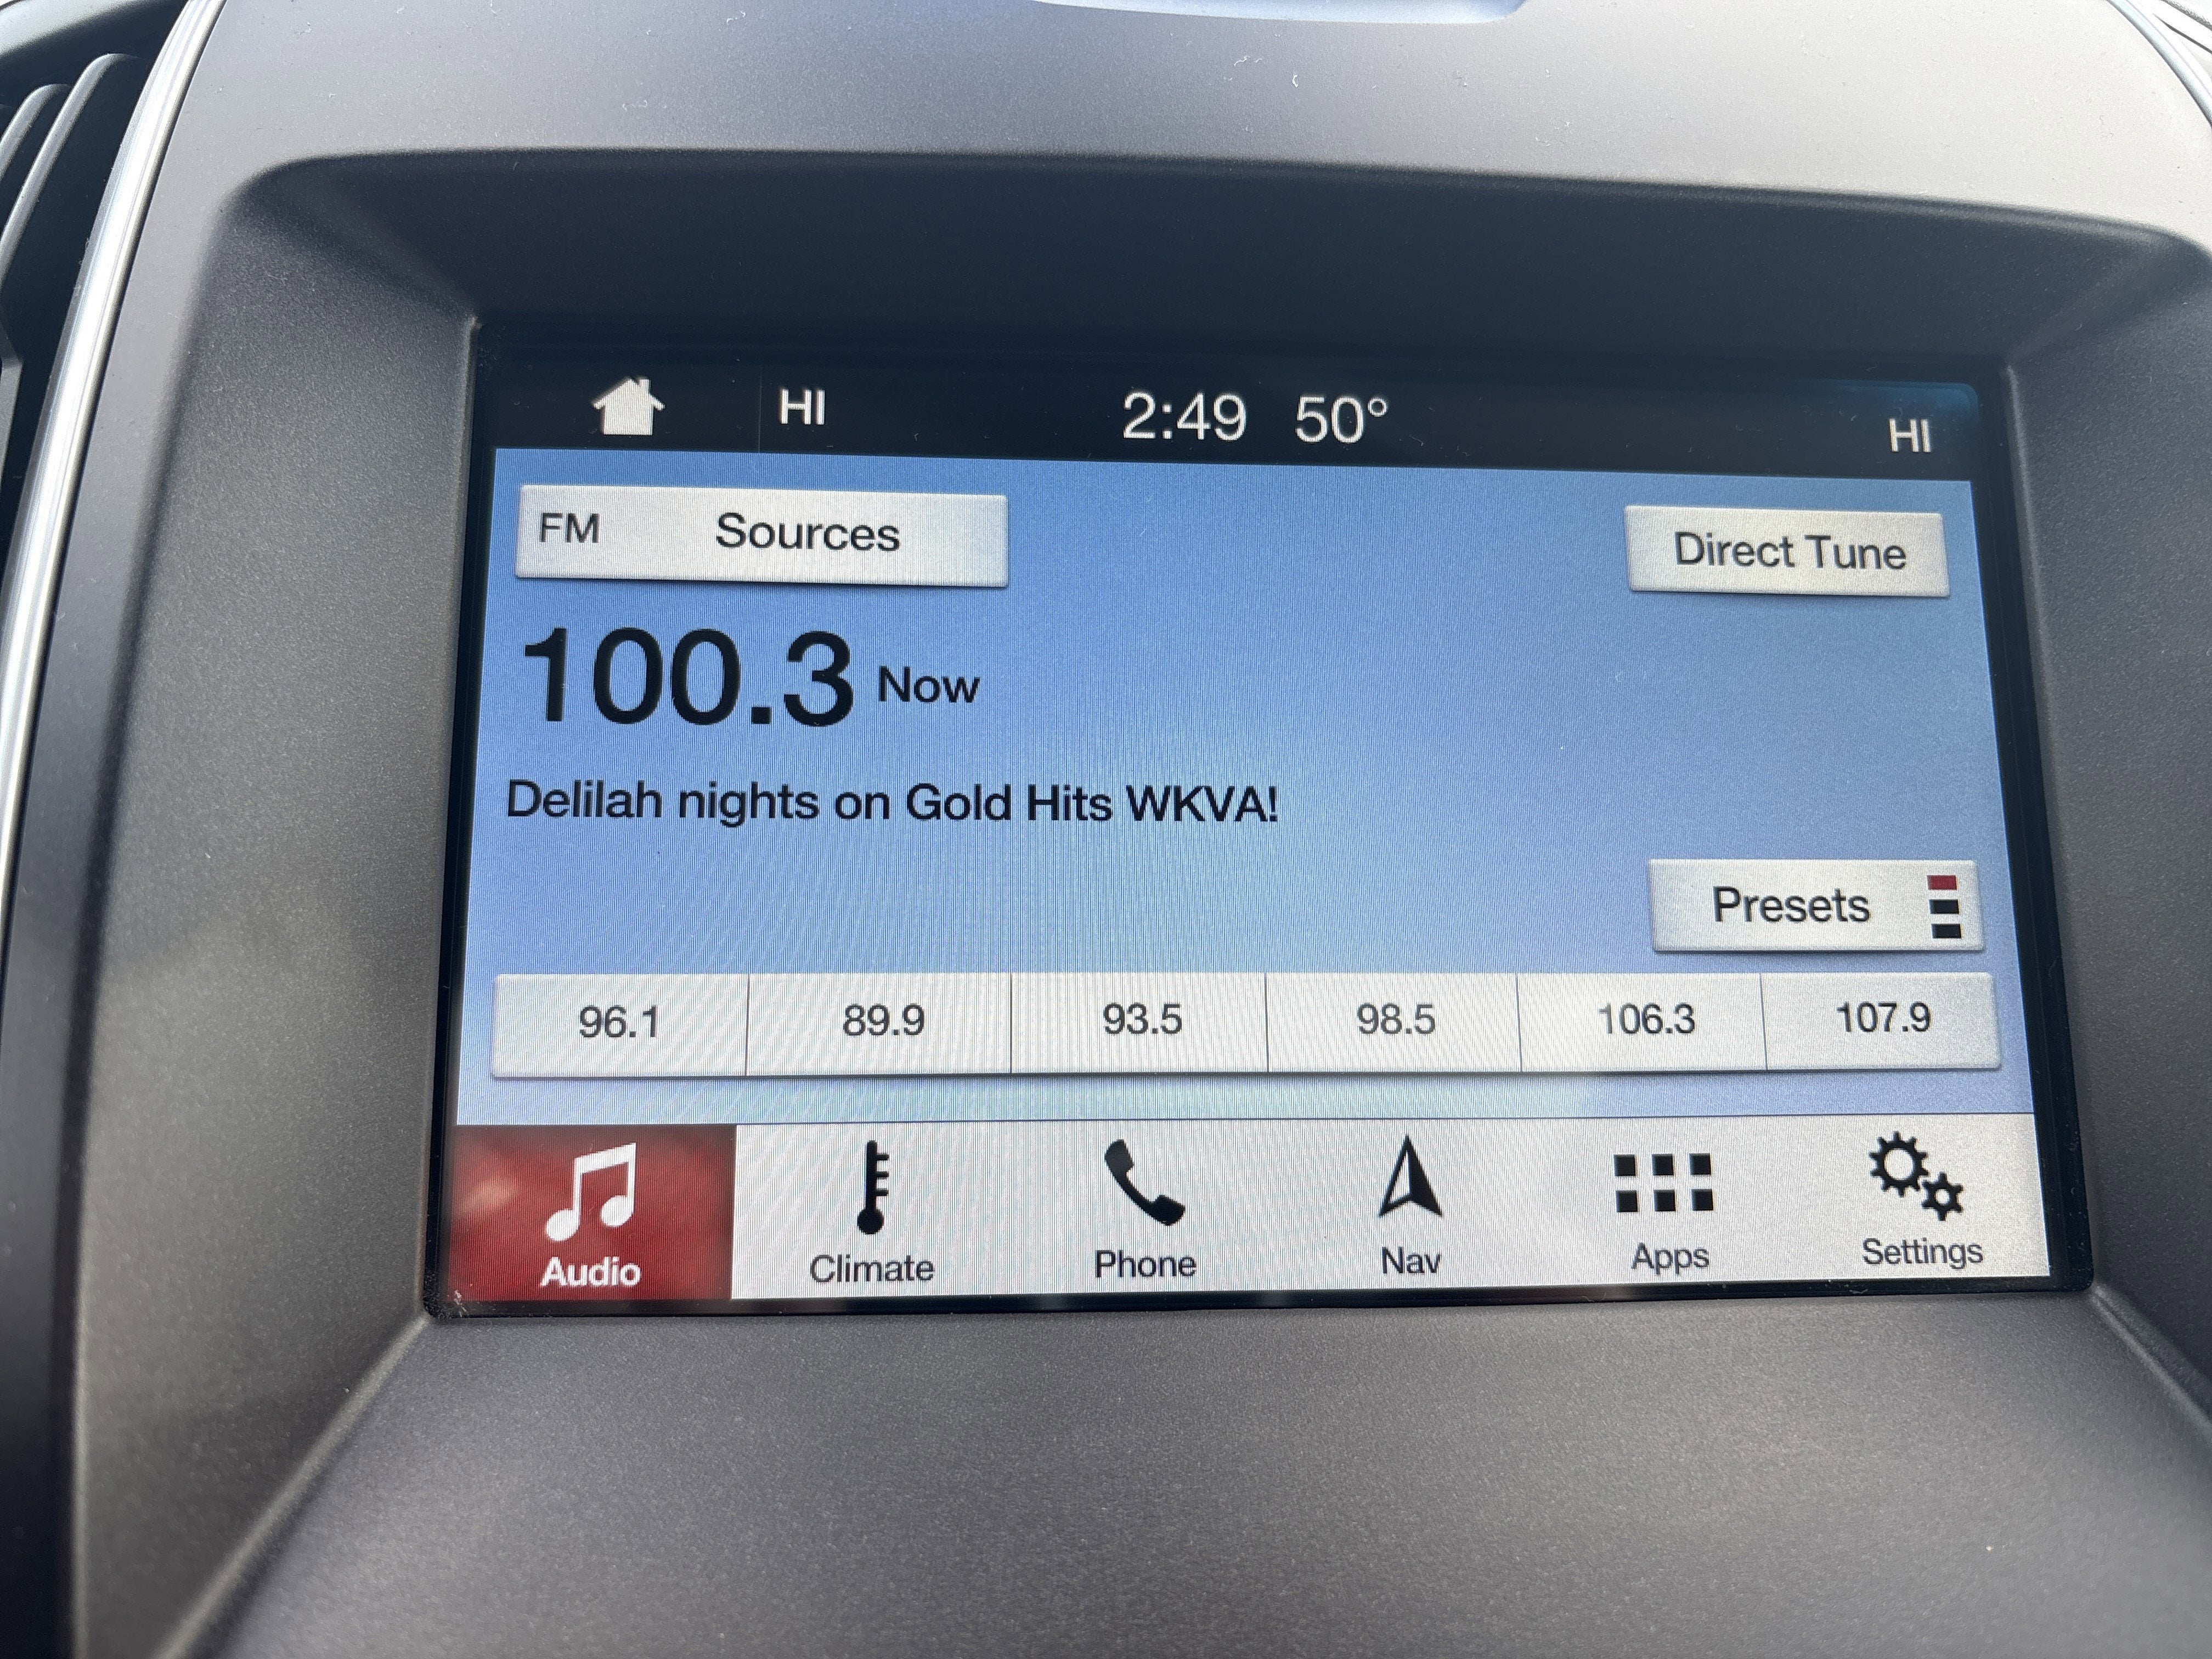 HI 2:49 50° HI
FM Sources Direct Tune
100.3 Now
Delilah nights on Gold Hits WKVA!
Presets
96.1 89.9 93.5 98.5 106.3 107.9
Audio Climate Phone Nav Apps Settings